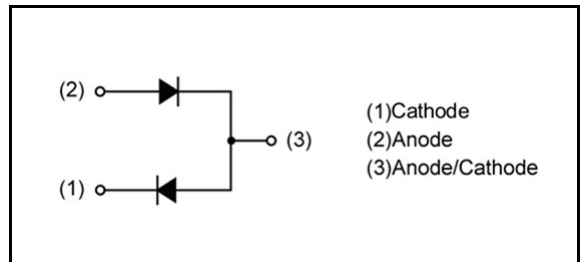 (2)
(3)
(1)
(1)Cathode
(2)Anode
(3)Anode/Cathode